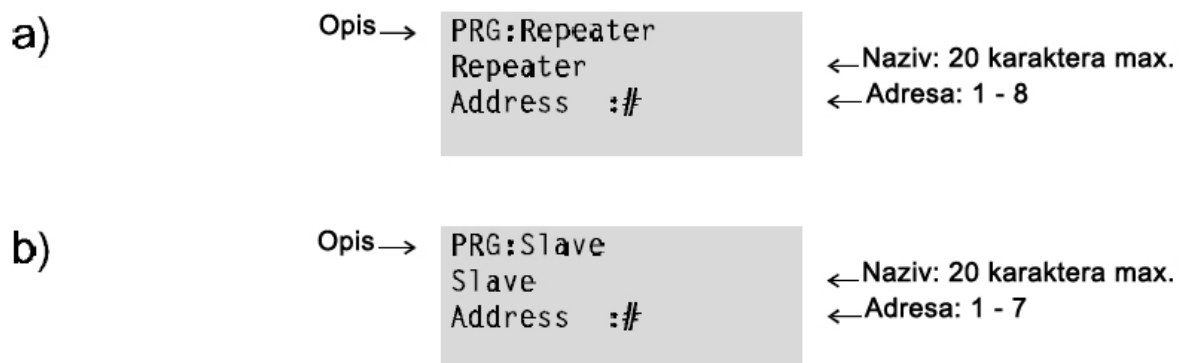 a) Opis→ PRG:Repeater
Repeater ←Naziv: 20 karaktera max.
Address :# ←Adresa: 1 - 8
b) Opis→ PRG:Slave
Slave ←Naziv: 20 karaktera max.
Address :# ←Adresa: 1 - 7